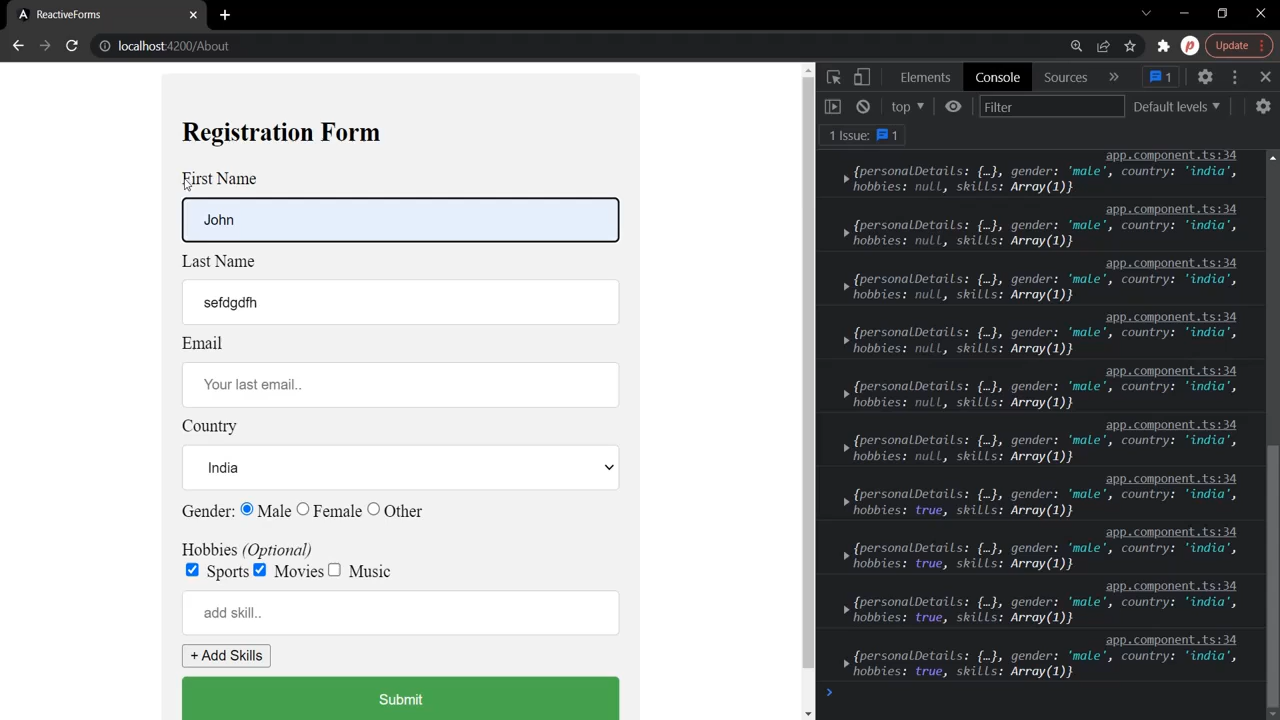 ReactiveForms
localhost:4200/About
Update
Registration Form
First Name
John
Last Name
sefdgdfh
Email
Your last email..
Country
India
Gender: Male Female Other
Hobbies (Optional)
Sports Movies Music
add skill..
+ Add Skills
Submit
Elements Console Sources » 1
top Filter Default levels
1 Issue: 1
app.component.ts:34
{personalDetails: {…}, gender: 'male', country: 'india',
hobbies: null, skills: Array(1)}
app.component.ts:34
{personalDetails: {…}, gender: 'male', country: 'india',
hobbies: null, skills: Array(1)}
app.component.ts:34
{personalDetails: {…}, gender: 'male', country: 'india',
hobbies: null, skills: Array(1)}
app.component.ts:34
{personalDetails: {…}, gender: 'male', country: 'india',
hobbies: null, skills: Array(1)}
app.component.ts:34
{personalDetails: {…}, gender: 'male', country: 'india',
hobbies: null, skills: Array(1)}
app.component.ts:34
{personalDetails: {…}, gender: 'male', country: 'india',
hobbies: null, skills: Array(1)}
app.component.ts:34
{personalDetails: {…}, gender: 'male', country: 'india',
hobbies: true, skills: Array(1)}
app.component.ts:34
{personalDetails: {…}, gender: 'male', country: 'india',
hobbies: true, skills: Array(1)}
app.component.ts:34
{personalDetails: {…}, gender: 'male', country: 'india',
hobbies: true, skills: Array(1)}
app.component.ts:34
{personalDetails: {…}, gender: 'male', country: 'india',
hobbies: true, skills: Array(1)}